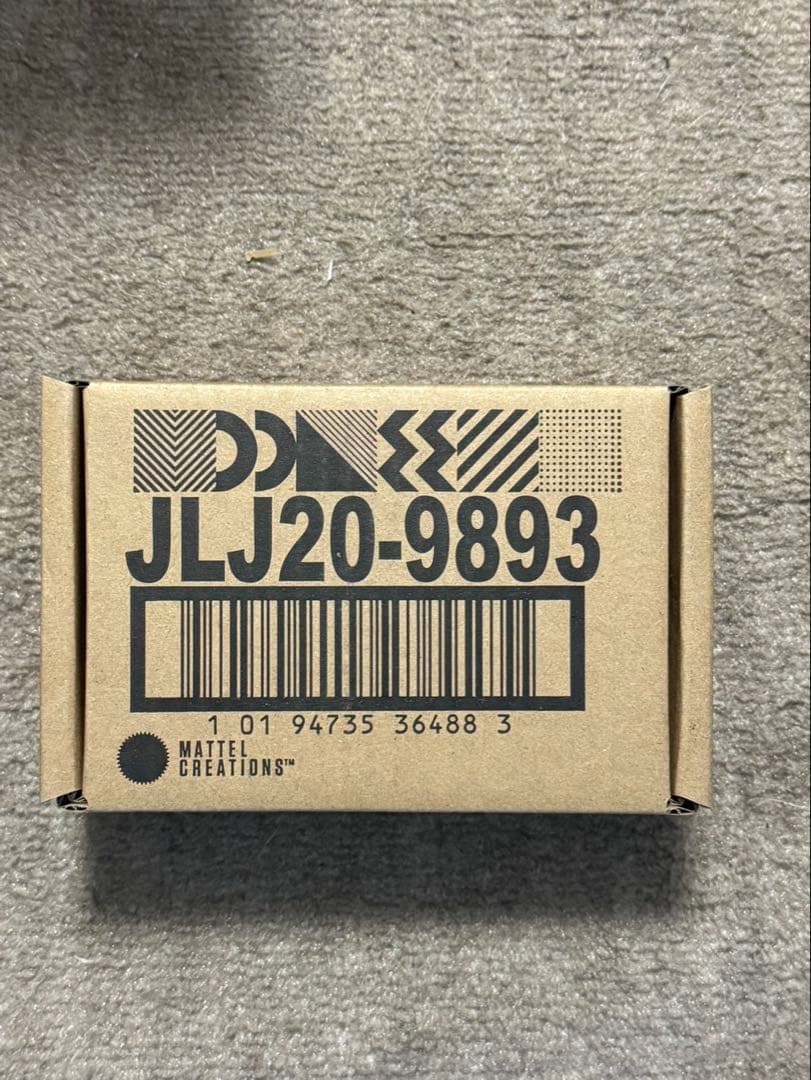 JLJ20-9893
1 01 94735 36488 3
MATTEL
CREATIONS™